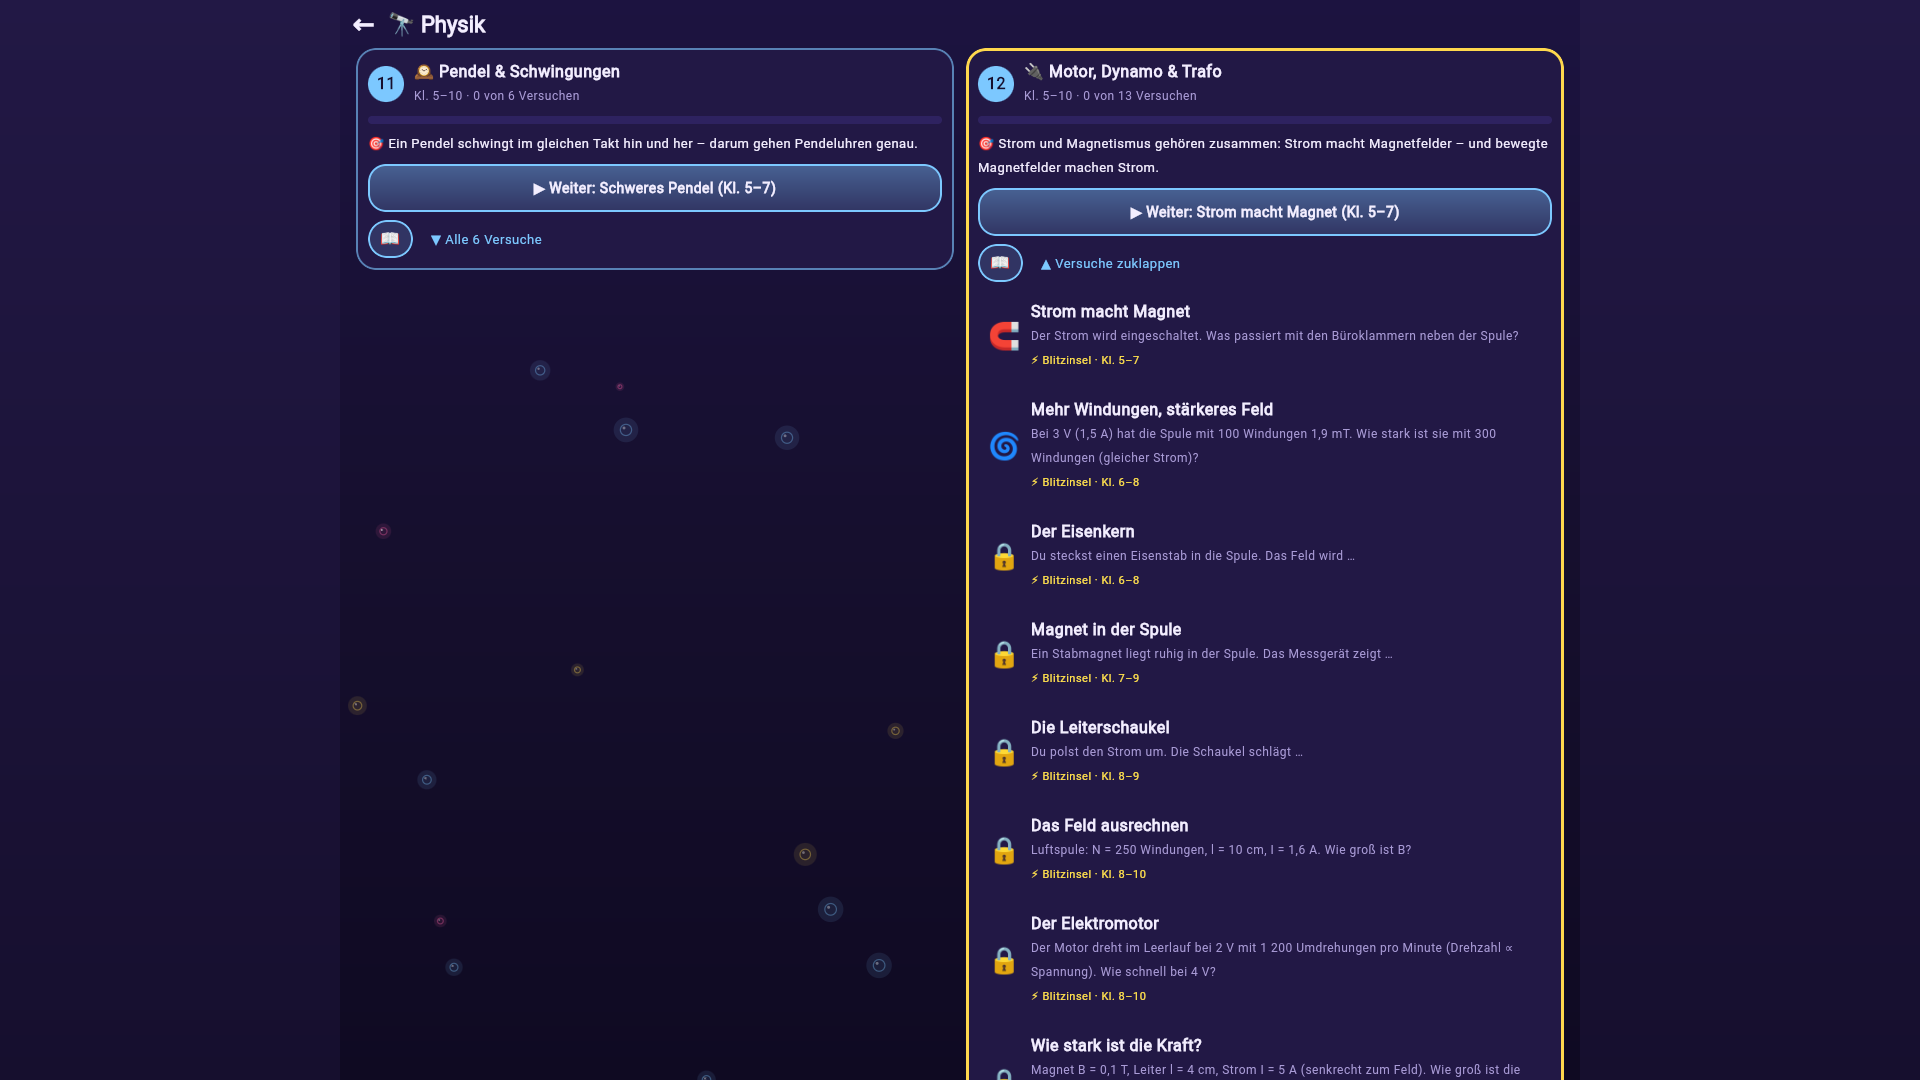 ← 🔭 Physik
11
🕰️ Pendel & Schwingungen
Kl. 5–10 · 0 von 6 Versuchen
🎯 Ein Pendel schwingt im gleichen Takt hin und her – darum gehen Pendeluhren genau.
▶ Weiter: Schweres Pendel (Kl. 5–7)
📖 ▼ Alle 6 Versuche
12
🔌 Motor, Dynamo & Trafo
Kl. 5–10 · 0 von 13 Versuchen
🎯 Strom und Magnetismus gehören zusammen: Strom macht Magnetfelder – und bewegte
Magnetfelder machen Strom.
▶ Weiter: Strom macht Magnet (Kl. 5–7)
📖 ▲ Versuche zuklappen
Strom macht Magnet
Der Strom wird eingeschaltet. Was passiert mit den Büroklammern neben der Spule?
⚡ Blitzinsel · Kl. 5–7
Mehr Windungen, stärkeres Feld
Bei 3 V (1,5 A) hat die Spule mit 100 Windungen 1,9 mT. Wie stark ist sie mit 300
Windungen (gleicher Strom)?
⚡ Blitzinsel · Kl. 6–8
Der Eisenkern
Du steckst einen Eisenstab in die Spule. Das Feld wird …
⚡ Blitzinsel · Kl. 6–8
Magnet in der Spule
Ein Stabmagnet liegt ruhig in der Spule. Das Messgerät zeigt …
⚡ Blitzinsel · Kl. 7–9
Die Leiterschaukel
Du polst den Strom um. Die Schaukel schlägt …
⚡ Blitzinsel · Kl. 8–9
Das Feld ausrechnen
Luftspule: N = 250 Windungen, l = 10 cm, I = 1,6 A. Wie groß ist B?
⚡ Blitzinsel · Kl. 8–10
Der Elektromotor
Der Motor dreht im Leerlauf bei 2 V mit 1 200 Umdrehungen pro Minute (Drehzahl ∝
Spannung). Wie schnell bei 4 V?
⚡ Blitzinsel · Kl. 8–10
Wie stark ist die Kraft?
Magnet B = 0,1 T, Leiter l = 4 cm, Strom I = 5 A (senkrecht zum Feld). Wie groß ist die